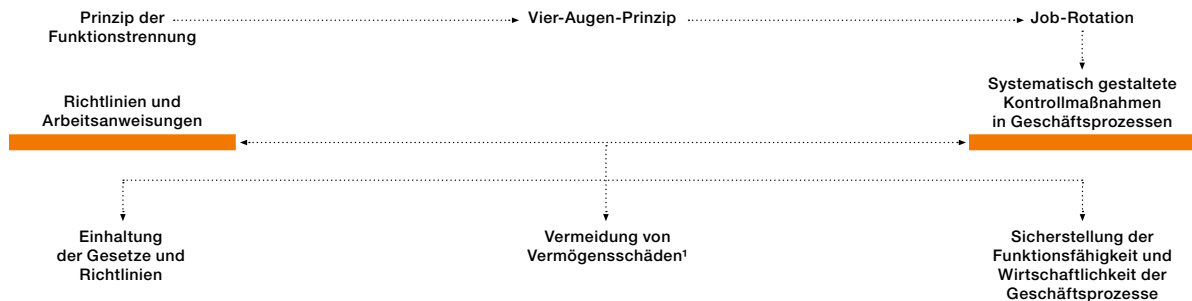 Prinzip der
Funktionstrennung
Vier-Augen-Prinzip
Job-Rotation
Richtlinien und
Arbeitsanweisungen
Systematisch gestaltete
Kontrollmaßnahmen
in Geschäftsprozessen
Einhaltung
der Gesetze und
Richtlinien
Vermeidung von
Vermögensschäden¹
Sicherstellung der
Funktionsfähigkeit und
Wirtschaftlichkeit der
Geschäftsprozesse